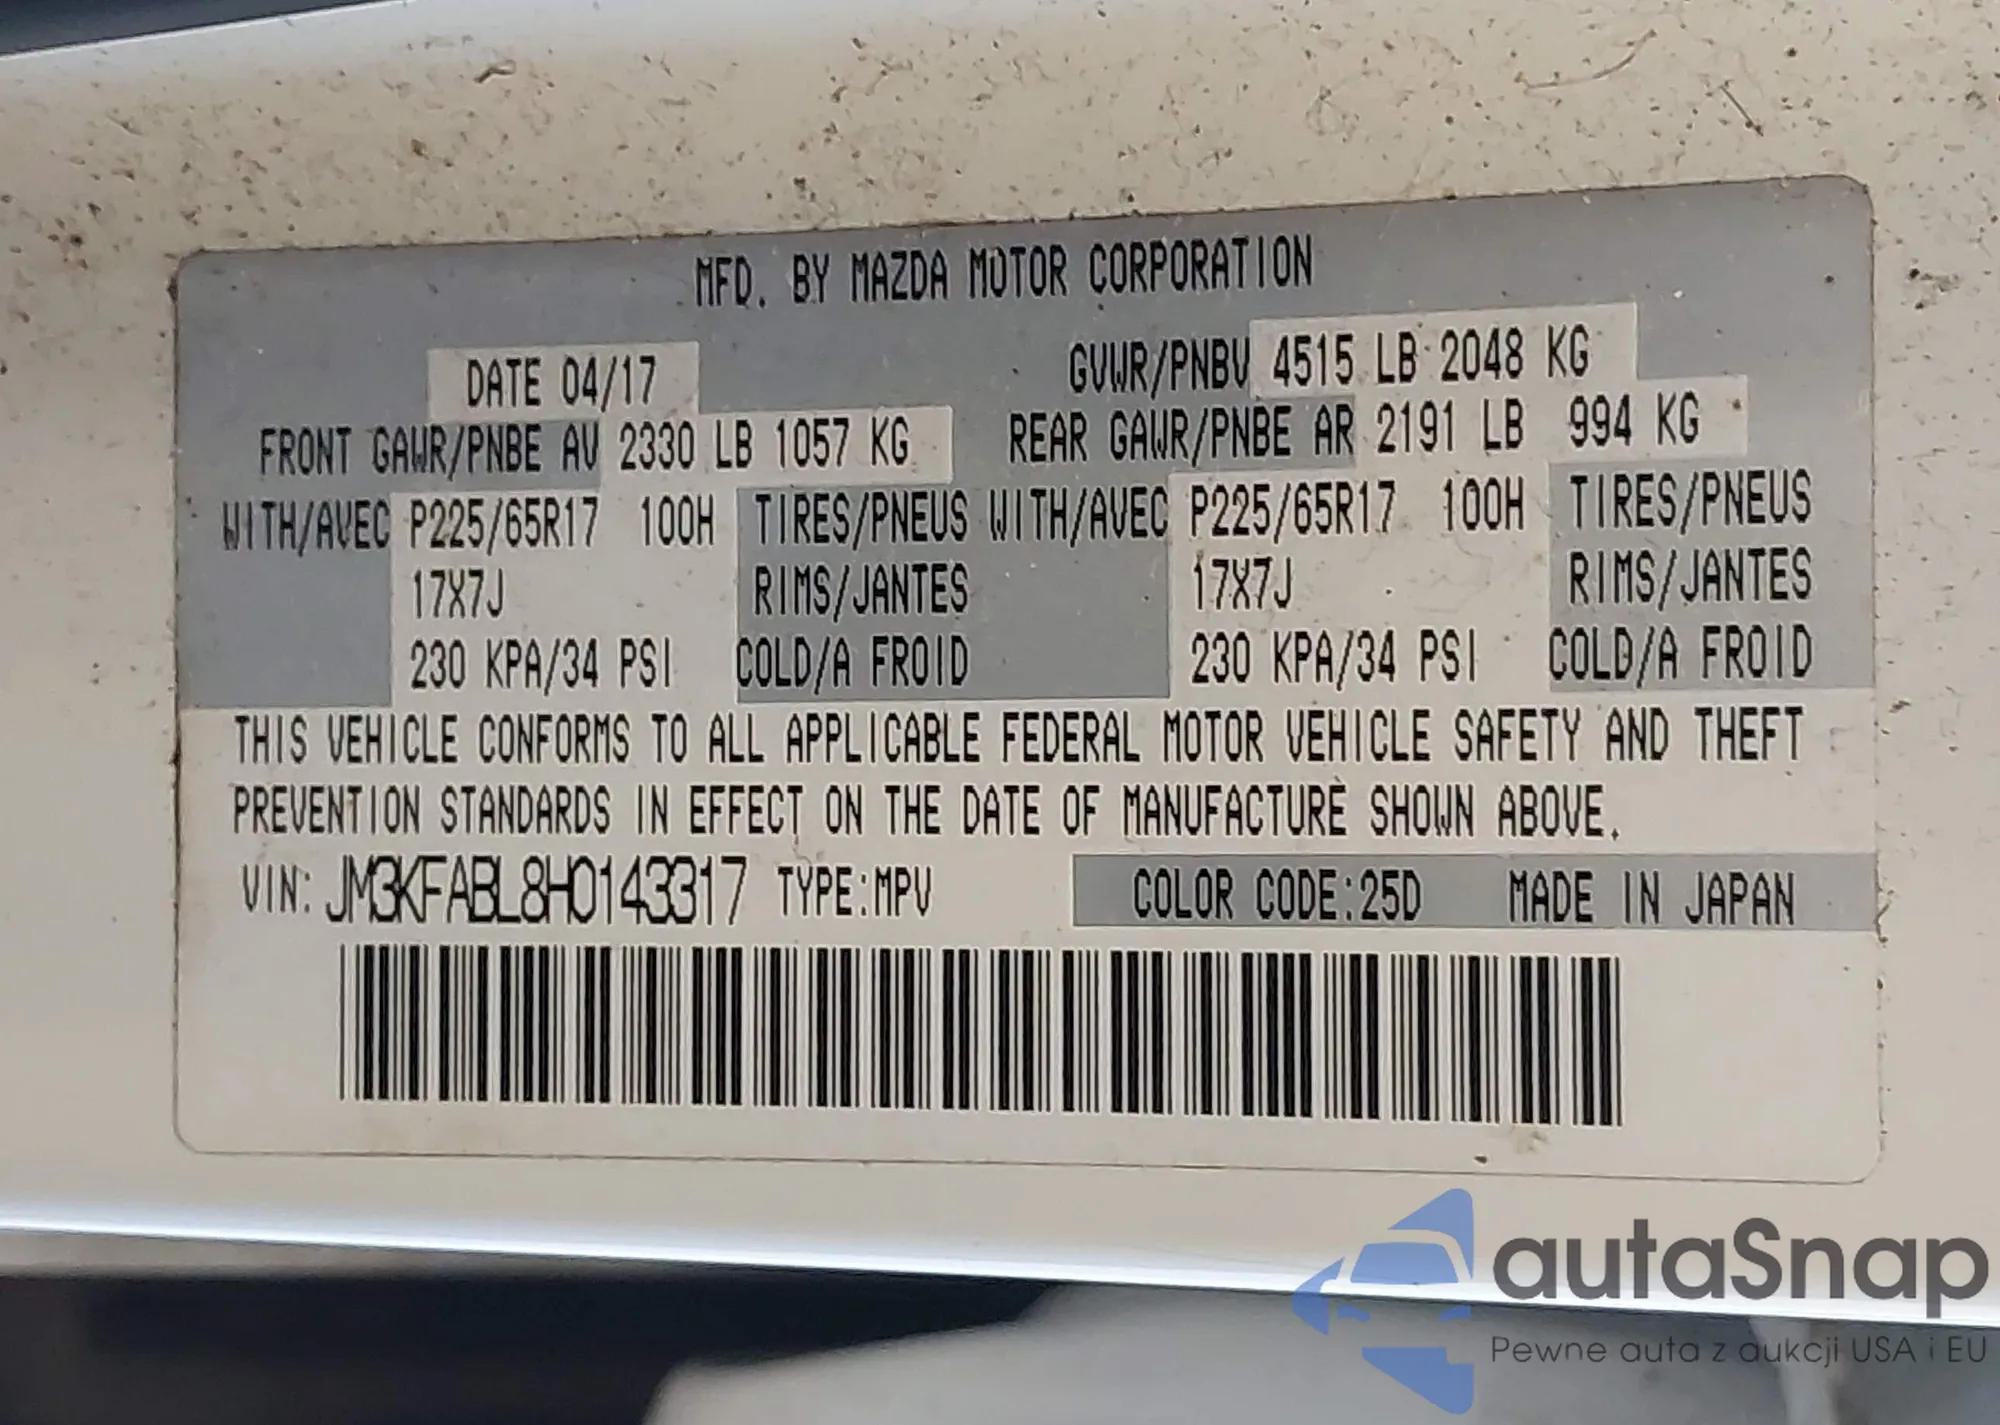 MFD. BY MAZDA MOTOR CORPORATION
DATE 04/17 GVWR/PNBV 4515 LB 2048 KG
FRONT GAWR/PNBE AV 2330 LB 1057 KG REAR GAWR/PNBE AR 2191 LB 994 KG
WITH/AVEC P225/65R17 100H TIRES/PNEUS WITH/AVEC P225/65R17 100H TIRES/PNEUS
17X7J RIMS/JANTES 17X7J RIMS/JANTES
230 KPA/34 PSI COLD/A FROID 230 KPA/34 PSI COLD/A FROID
THIS VEHICLE CONFORMS TO ALL APPLICABLE FEDERAL MOTOR VEHICLE SAFETY AND THEFT
PREVENTION STANDARDS IN EFFECT ON THE DATE OF MANUFACTURE SHOWN ABOVE.
VIN: JM3KFABL8H0143317 TYPE:MPV COLOR CODE:25D MADE IN JAPAN
autaSnap
Pewne auta z aukcji USA i EU